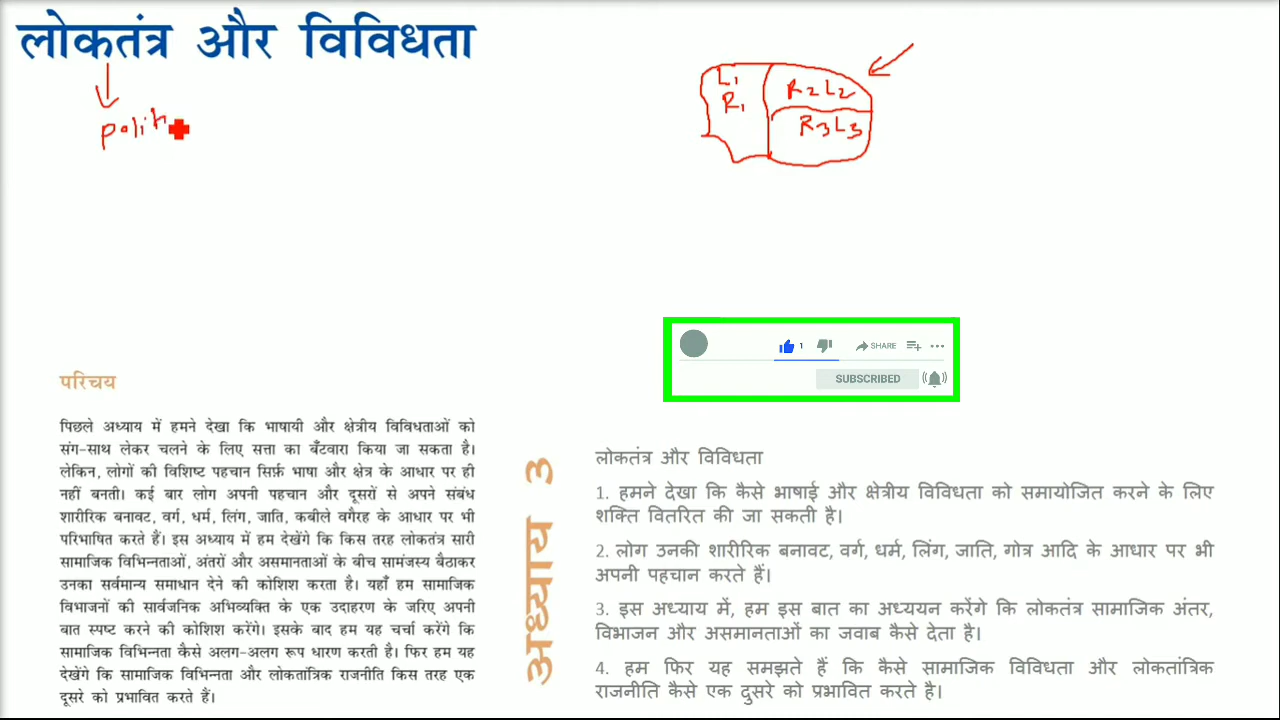 लोकतंत्र और विविधता
polit
L1
R1
R2 L2
R3 L3
1
SHARE
SUBSCRIBED
परिचय
पिछले अध्याय में हमने देखा कि भाषायी और क्षेत्रीय विविधताओं को
संग-साथ लेकर चलने के लिए सत्ता का बँटवारा किया जा सकता है।
लेकिन, लोगों की विशिष्ट पहचान सिर्फ़ भाषा और क्षेत्र के आधार पर ही
नहीं बनती। कई बार लोग अपनी पहचान और दूसरों से अपने संबंध
शारीरिक बनावट, वर्ग, धर्म, लिंग, जाति, कबीले वगैरह के आधार पर भी
परिभाषित करते हैं। इस अध्याय में हम देखेंगे कि किस तरह लोकतंत्र सारी
सामाजिक विभिन्नताओं, अंतरों और असमानताओं के बीच सामंजस्य बैठाकर
उनका सर्वमान्य समाधान देने की कोशिश करता है। यहाँ हम सामाजिक
विभाजनों की सार्वजनिक अभिव्यक्ति के एक उदाहरण के जरिए अपनी
बात स्पष्ट करने की कोशिश करेंगे। इसके बाद हम यह चर्चा करेंगे कि
सामाजिक विभिन्नता कैसे अलग-अलग रूप धारण करती है। फिर हम यह
देखेंगे कि सामाजिक विभिन्नता और लोकतांत्रिक राजनीति किस तरह एक
दूसरे को प्रभावित करते हैं।
अध्याय 3
लोकतंत्र और विविधता
1. हमने देखा कि कैसे भाषाई और क्षेत्रीय विविधता को समायोजित करने के लिए
शक्ति वितरित की जा सकती है।
2. लोग उनकी शारीरिक बनावट, वर्ग, धर्म, लिंग, जाति, गोत्र आदि के आधार पर भी
अपनी पहचान करते हैं।
3. इस अध्याय में, हम इस बात का अध्ययन करेंगे कि लोकतंत्र सामाजिक अंतर,
विभाजन और असमानताओं का जवाब कैसे देता है।
4. हम फिर यह समझते हैं कि कैसे सामाजिक विविधता और लोकतांत्रिक
राजनीति कैसे एक दुसरे को प्रभावित करते है।